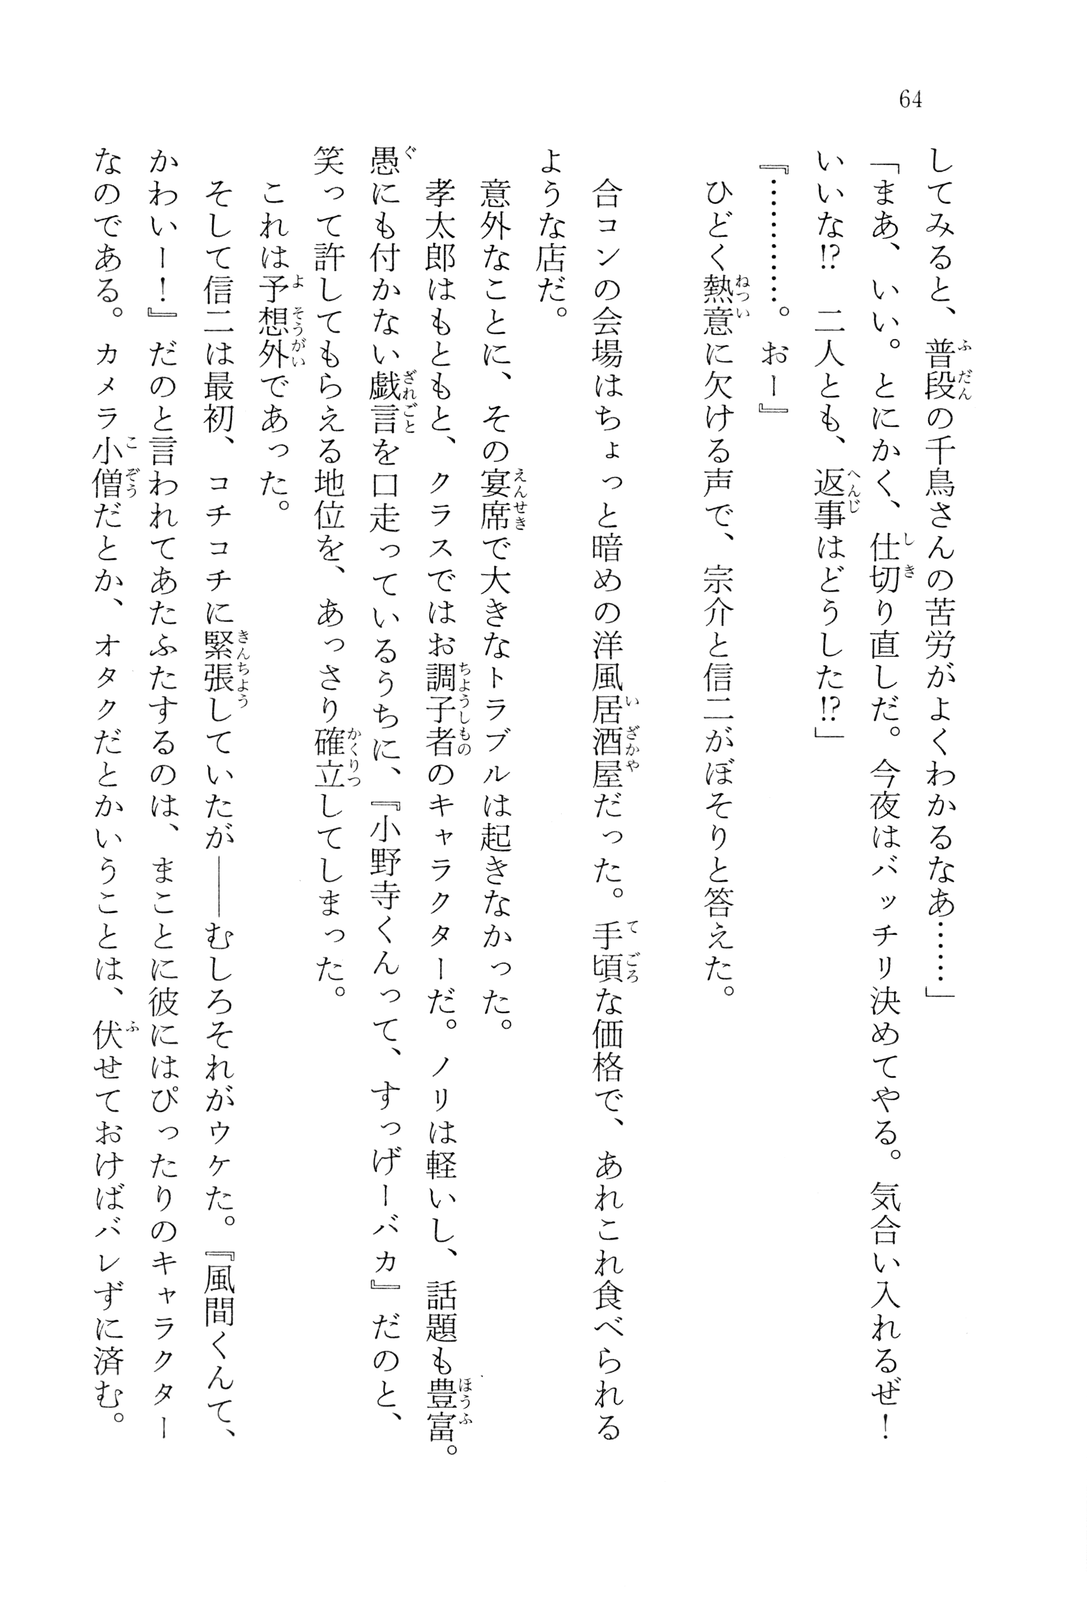 64
してみると、普段の千鳥さんの苦労がよくわかるなあ……」
「まあ、いい。とにかく、仕切り直しだ。今夜はバッチリ決めてやる。気合い入れるぜ！
いいな!?　二人とも、返事はどうした!?」
『…………。おー』
ひどく熱意に欠ける声で、宗介と信二がぼそりと答えた。
合コンの会場はちょっと暗めの洋風居酒屋だった。手頃な価格で、あれこれ食べられる
ような店だ。
意外なことに、その宴席で大きなトラブルは起きなかった。
孝太郎はもともと、クラスではお調子者のキャラクターだ。ノリは軽いし、話題も豊富。
愚にも付かない戯言を口走っているうちに、『小野寺くんって、すっげーバカ』だのと、
笑って許してもらえる地位を、あっさり確立してしまった。
これは予想外であった。
そして信二は最初、コチコチに緊張していたが――むしろそれがウケた。『風間くんて、
かわいー！』だのと言われてあたふたするのは、まことに彼にはぴったりのキャラクター
なのである。カメラ小僧だとか、オタクだとかいうことは、伏せておけばバレずに済む。